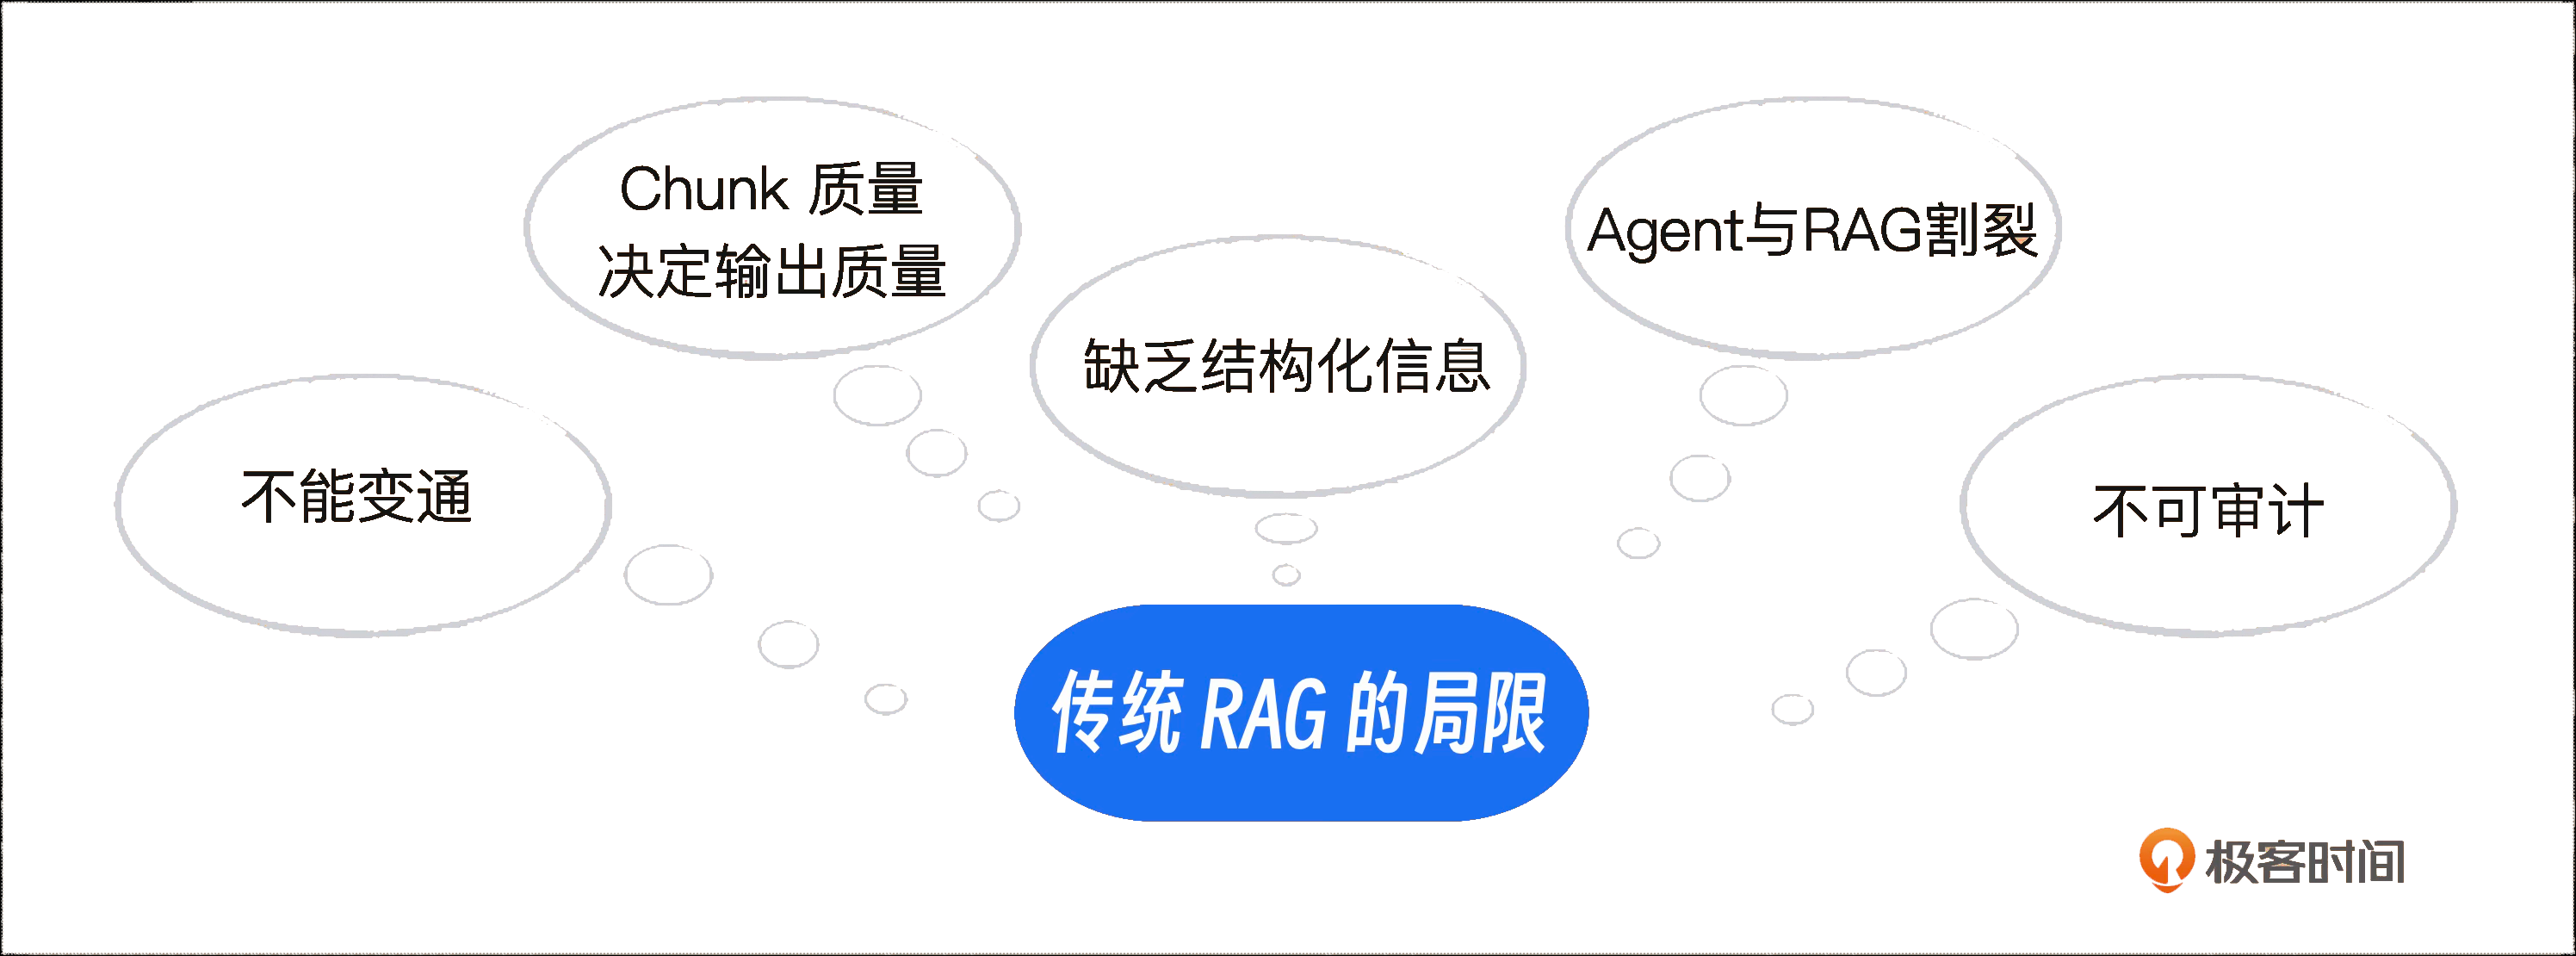 Chunk 质量
决定输出质量
Agent与RAG割裂
缺乏结构化信息
不能变通
不可审计
传统 RAG 的局限
极客时间